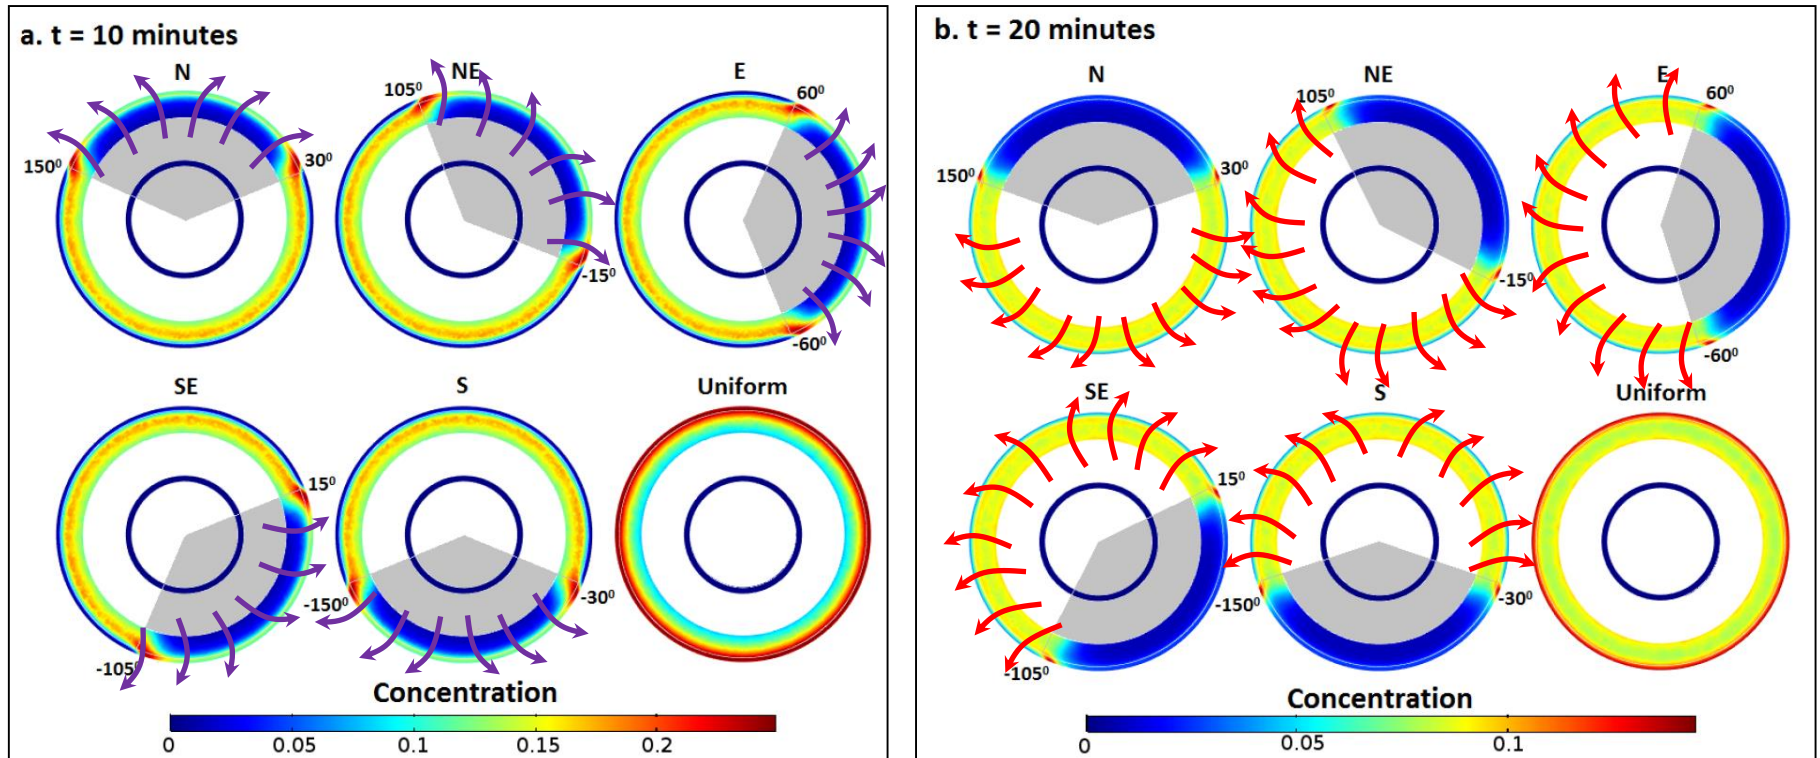 a. t = 10 minutes
N
NE
E
150⁰
30⁰
105⁰
-15⁰
60⁰
-60⁰
SE
S
Uniform
15⁰
-105⁰
-150⁰
-30⁰
Concentration
0 0.05 0.1 0.15 0.2
b. t = 20 minutes
N
NE
E
150⁰
30⁰
105⁰
-15⁰
60⁰
-60⁰
SE
S
Uniform
15⁰
-105⁰
-150⁰
-30⁰
Concentration
0 0.05 0.1